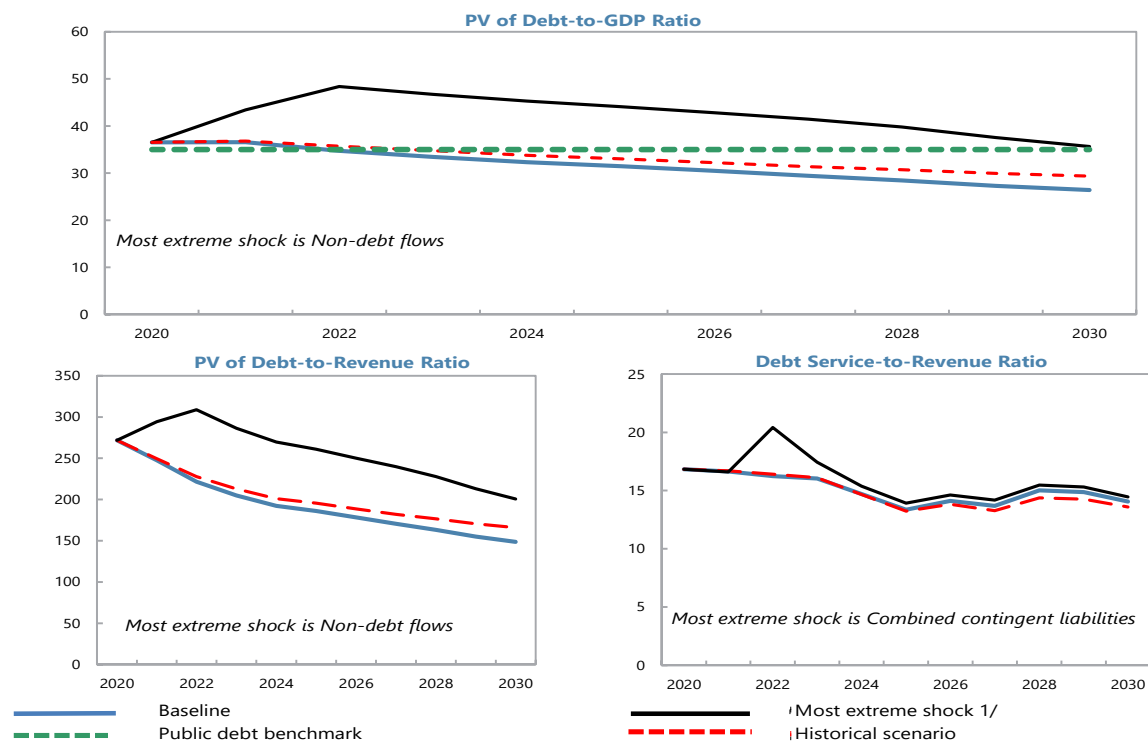 PV of Debt-to-GDP Ratio
60
50
40
30
20
10
0
Most extreme shock is Non-debt flows
2020 2022 2024 2026 2028 2030
PV of Debt-to-Revenue Ratio
350
300
250
200
150
100
50
0
Most extreme shock is Non-debt flows
2020 2022 2024 2026 2028 2030
Debt Service-to-Revenue Ratio
25
20
15
10
5
0
Most extreme shock is Combined contingent liabilities
2020 2022 2024 2026 2028 2030
Baseline
Public debt benchmark
Most extreme shock 1/
Historical scenario